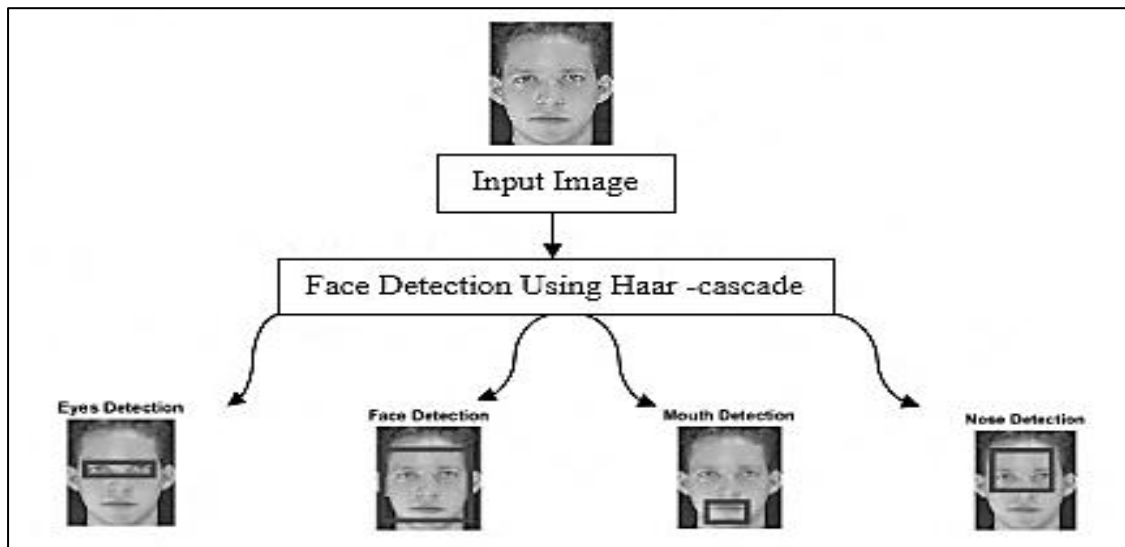 Input Image
Face Detection Using Haar -cascade
Eyes Detection
Face Detection
Mouth Detection
Nose Detection